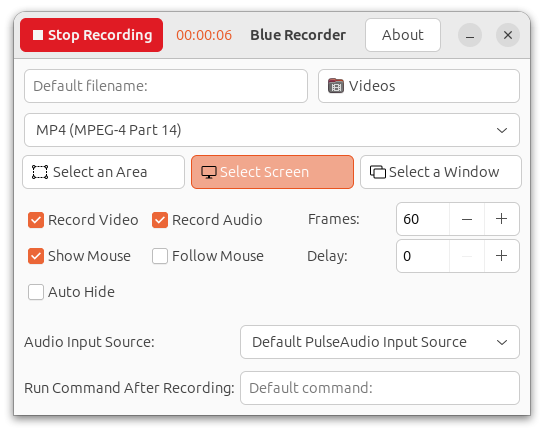 Stop Recording 00:00:06 Blue Recorder About
Default filename: Videos
MP4 (MPEG-4 Part 14)
Select an Area Select Screen Select a Window
Record Video Record Audio Frames: 60
Show Mouse Follow Mouse Delay: 0
Auto Hide
Audio Input Source: Default PulseAudio Input Source
Run Command After Recording: Default command: